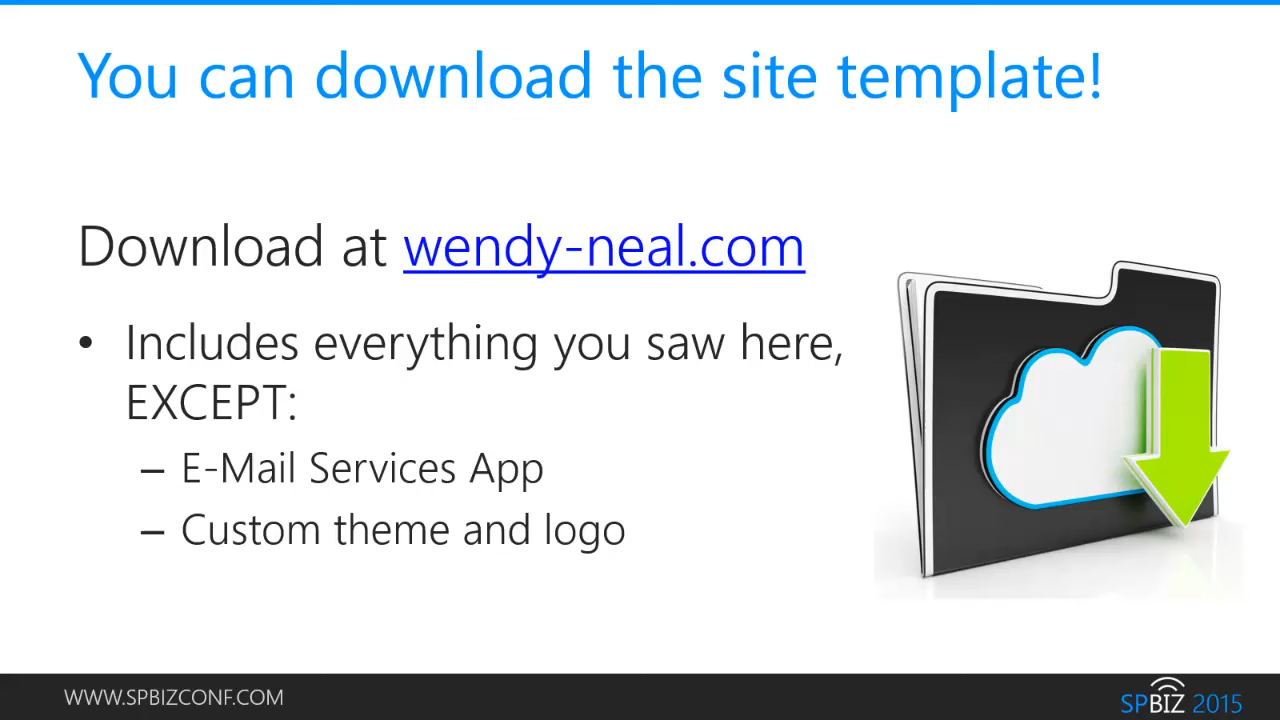 You can download the site template!
Download at wendy-neal.com
• Includes everything you saw here,
EXCEPT:
– E-Mail Services App
– Custom theme and logo
WWW.SPBIZCONF.COM
SPBIZ 2015